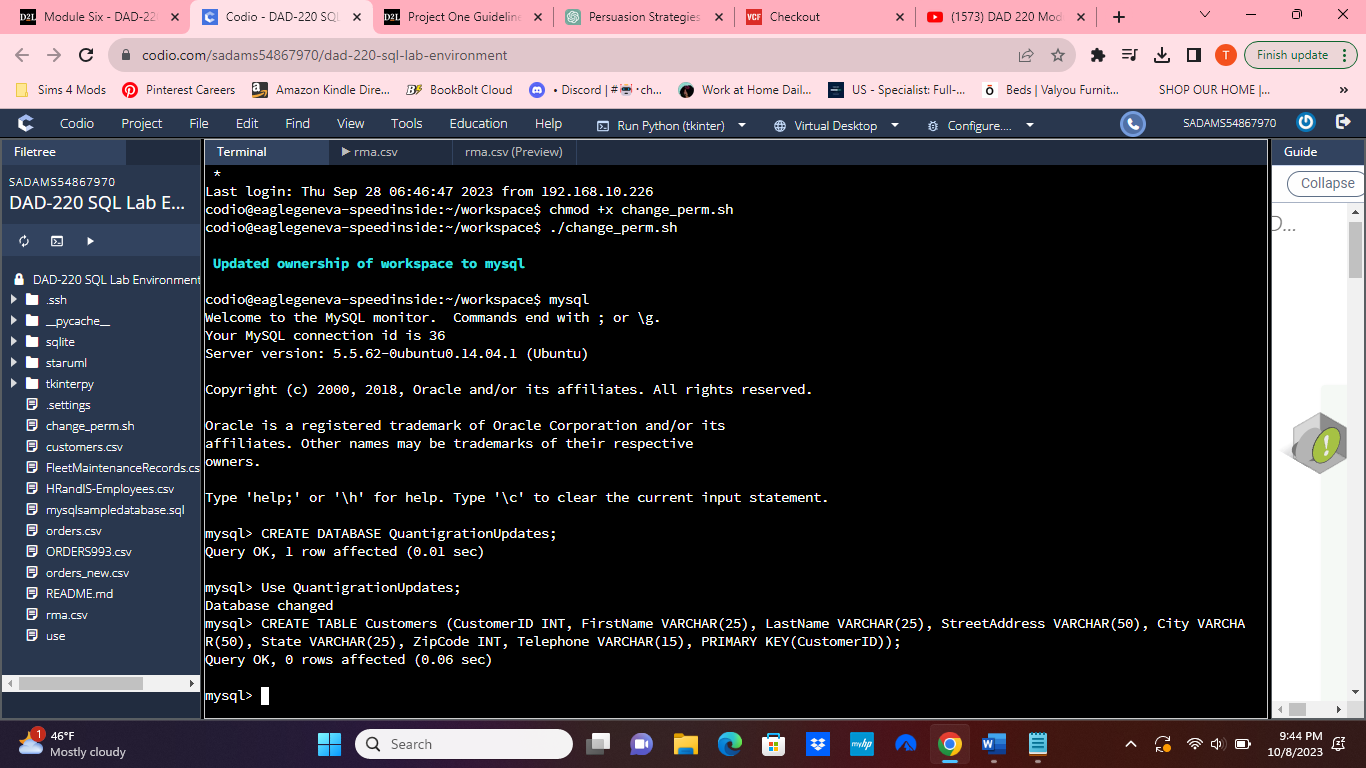 Module Six - DAD-22
Codio - DAD-220 SQL
Project One Guideline
Persuasion Strategies
Checkout
(1573) DAD 220 Mod
codio.com/sadams54867970/dad-220-sql-lab-environment
T
Finish update
Sims 4 Mods
Pinterest Careers
Amazon Kindle Dire...
BookBolt Cloud
• Discord | #
ch...
Work at Home Dail...
US - Specialist: Full-...
Beds | Valyou Furnit...
SHOP OUR HOME |...
»
Codio
Project
File
Edit
Find
View
Tools
Education
Help
Run Python (tkinter)
Virtual Desktop
Configure....
SADAMS54867970
Filetree
Terminal
rma.csv
rma.csv (Preview)
Guide
SADAMS54867970
DAD-220 SQL Lab E...
DAD-220 SQL Lab Environment
.ssh
__pycache__
sqlite
staruml
tkinterpy
.settings
change_perm.sh
customers.csv
FleetMaintenanceRecords.cs
HRandIS-Employees.csv
mysqlsampledatabase.sql
orders.csv
ORDERS993.csv
orders_new.csv
README.md
rma.csv
use
*
Last login: Thu Sep 28 06:46:47 2023 from 192.168.10.226
codio@eaglegeneva-speedinside:~/workspace$ chmod +x change_perm.sh
codio@eaglegeneva-speedinside:~/workspace$ ./change_perm.sh
Updated ownership of workspace to mysql
codio@eaglegeneva-speedinside:~/workspace$ mysql
Welcome to the MySQL monitor.  Commands end with ; or \g.
Your MySQL connection id is 36
Server version: 5.5.62-0ubuntu0.14.04.1 (Ubuntu)
Copyright (c) 2000, 2018, Oracle and/or its affiliates. All rights reserved.
Oracle is a registered trademark of Oracle Corporation and/or its
affiliates. Other names may be trademarks of their respective
owners.
Type 'help;' or '\h' for help. Type '\c' to clear the current input statement.
mysql> CREATE DATABASE QuantigrationUpdates;
Query OK, 1 row affected (0.01 sec)
mysql> Use QuantigrationUpdates;
Database changed
mysql> CREATE TABLE Customers (CustomerID INT, FirstName VARCHAR(25), LastName VARCHAR(25), StreetAddress VARCHAR(50), City VARCHA
R(50), State VARCHAR(25), ZipCode INT, Telephone VARCHAR(15), PRIMARY KEY(CustomerID));
Query OK, 0 rows affected (0.06 sec)
mysql>
Collapse
D...
1
46°F
Mostly cloudy
Search
9:44 PM
10/8/2023